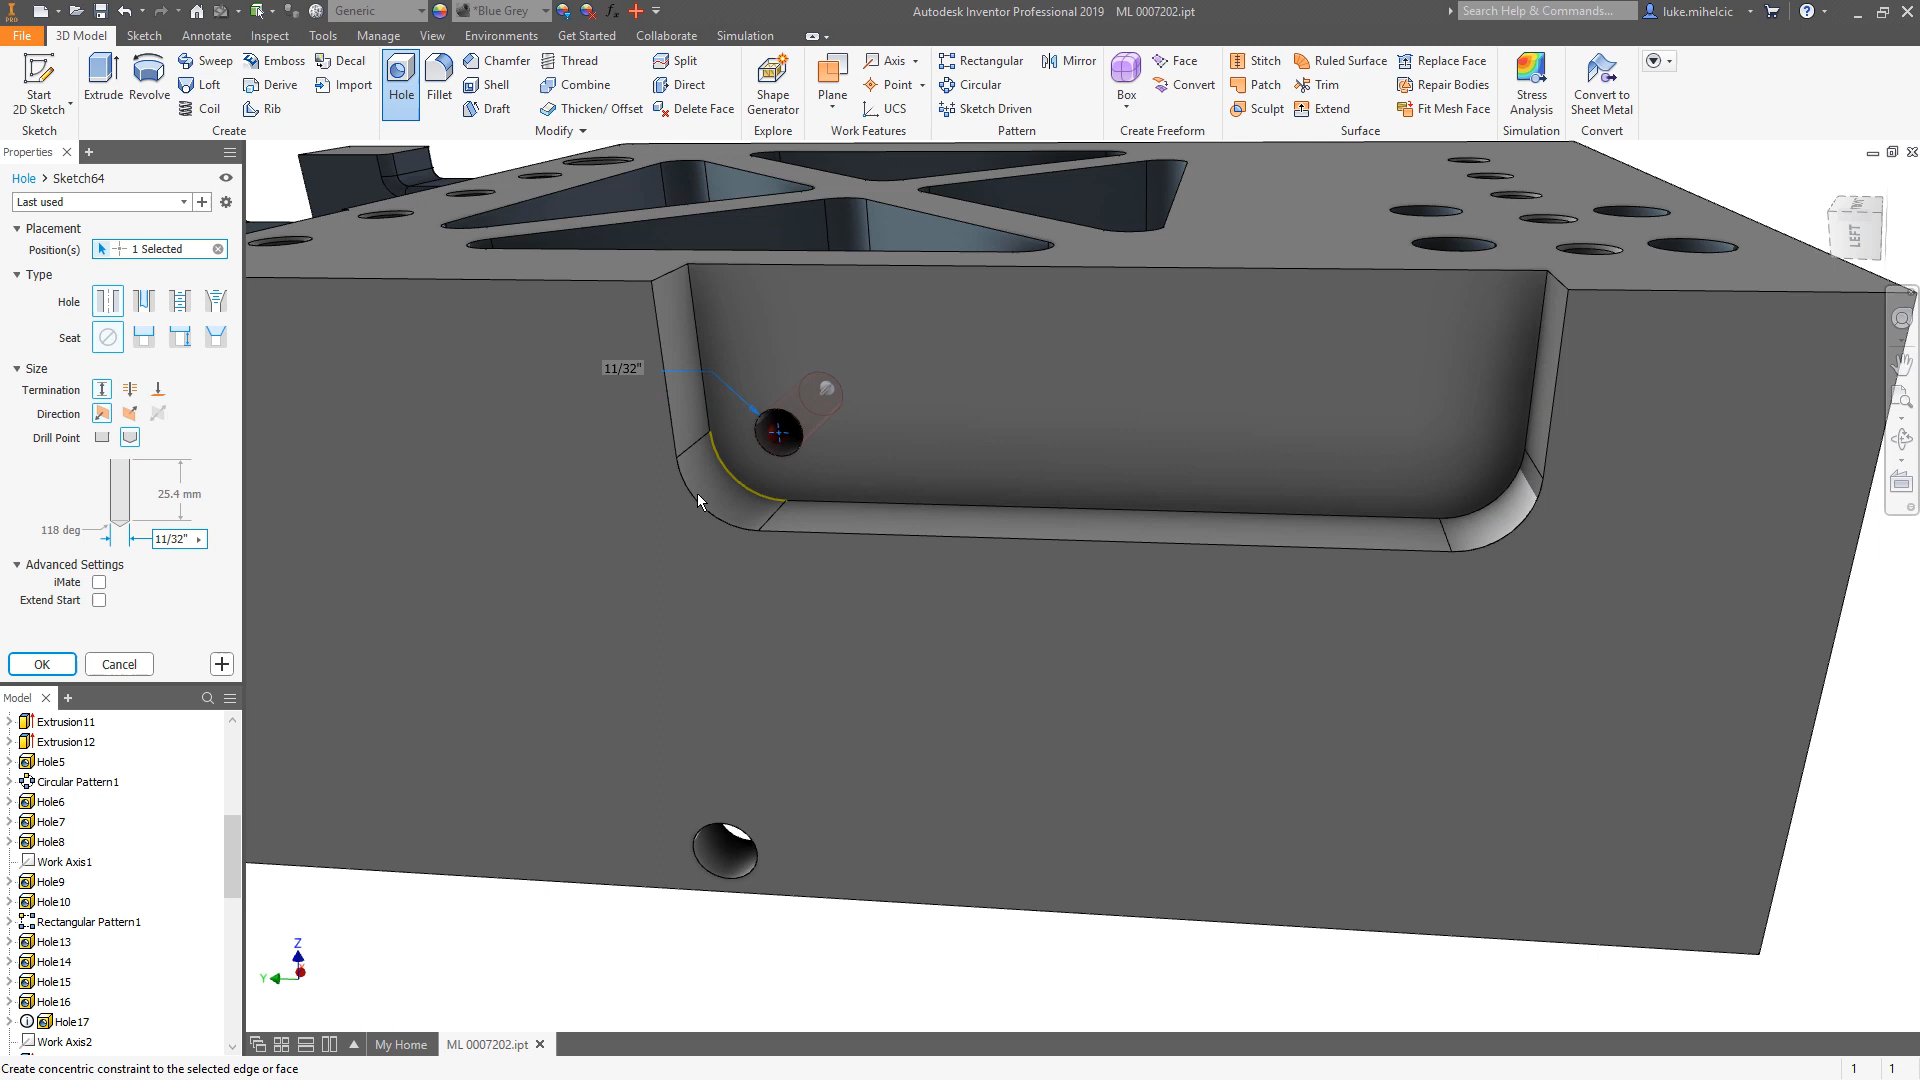 PRO
Generic
*Blue Grey
fx
Autodesk Inventor Professional 2019 ML 0007202.ipt
Search Help & Commands...
luke.mihelcic
File
3D Model
Sketch
Annotate
Inspect
Tools
Manage
View
Environments
Get Started
Collaborate
Simulation
Start
2D Sketch
Sketch
Extrude
Revolve
Sweep
Loft
Coil
Emboss
Derive
Rib
Decal
Import
Create
Hole
Fillet
Chamfer
Shell
Draft
Thread
Combine
Thicken/ Offset
Split
Direct
Delete Face
Modify
Shape
Generator
Explore
Plane
Axis
Point
UCS
Work Features
Rectangular
Circular
Sketch Driven
Mirror
Pattern
Box
Face
Convert
Create Freeform
Stitch
Patch
Sculpt
Ruled Surface
Trim
Extend
Replace Face
Repair Bodies
Fit Mesh Face
Surface
Stress
Analysis
Simulation
Convert to
Sheet Metal
Convert
Properties
Hole > Sketch64
Last used
Placement
Position(s)
1 Selected
Type
Hole
Seat
Size
Termination
Direction
Drill Point
25.4 mm
118 deg
11/32"
Advanced Settings
iMate
Extend Start
OK
Cancel
Model
Extrusion11
Extrusion12
Hole5
Circular Pattern1
Hole6
Hole7
Hole8
Work Axis1
Hole9
Hole10
Rectangular Pattern1
Hole13
Hole14
Hole15
Hole16
Hole17
Work Axis2
11/32"
LEFT
Z
Y
My Home
ML 0007202.ipt
Create concentric constraint to the selected edge or face
1
1